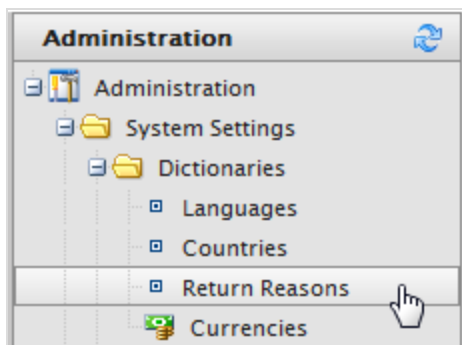 Administration
Administration
System Settings
Dictionaries
Languages
Countries
Return Reasons
Currencies